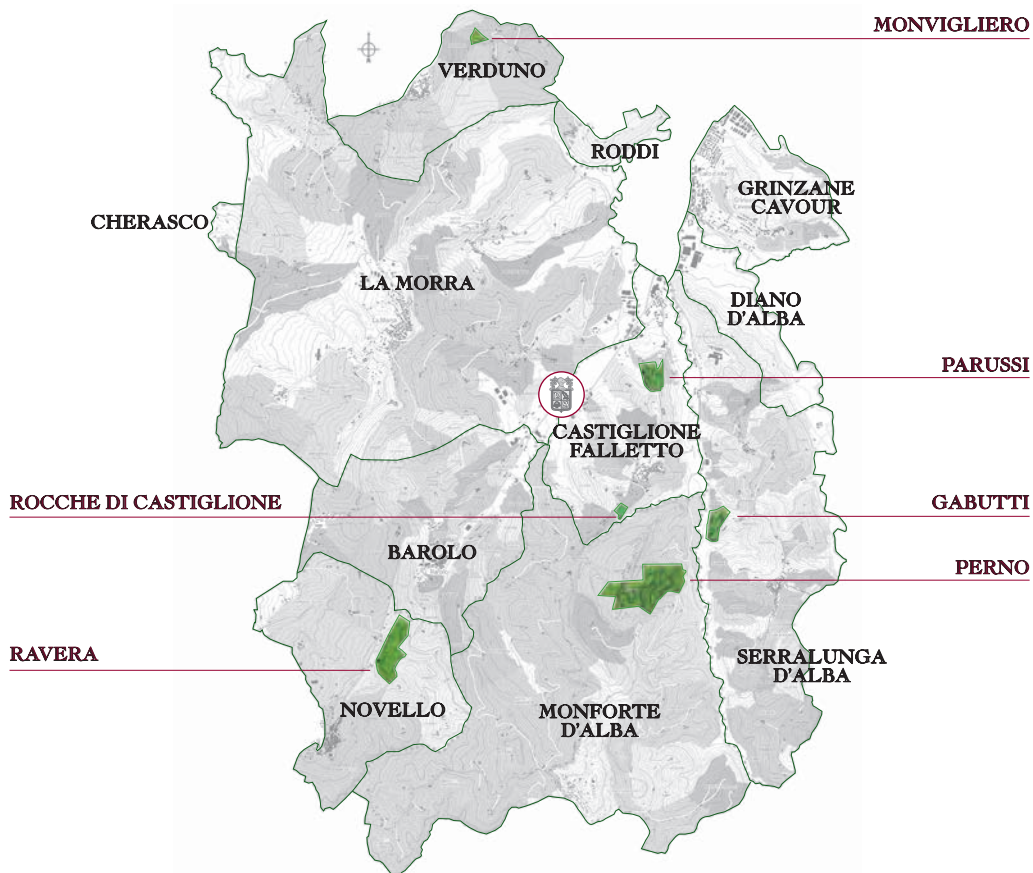 MONVIGLIERO
VERDUNO
RODDI
GRINZANE
CAVOUR
CHERASCO
LA MORRA
DIANO
D'ALBA
PARUSSI
CASTIGLIONE
FALLETTO
ROCCHE DI CASTIGLIONE
GABUTTI
BAROLO
PERNO
RAVERA
SERRALUNGA
D'ALBA
NOVELLO
MONFORTE
D'ALBA